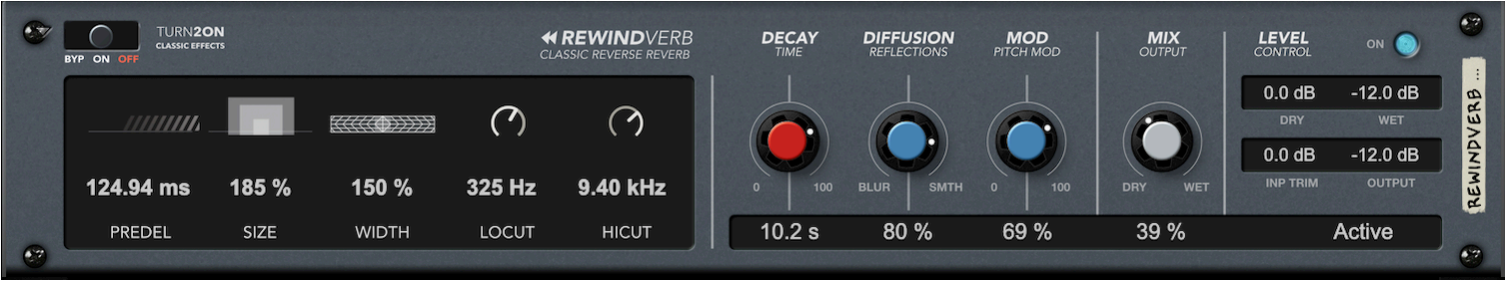 TURN2ON
CLASSIC EFFECTS
BYP ON OFF
REWINDVERB
CLASSIC REVERSE REVERB
124.94 ms 185 % 150 % 325 Hz 9.40 kHz
PREDEL SIZE WIDTH LOCUT HICUT
DECAY DIFFUSION MOD MIX
TIME REFLECTIONS PITCH MOD OUTPUT
0 100 BLUR SMTH 0 100 DRY WET
10.2 s 80 % 69 % 39 % Active
LEVEL
CONTROL
ON
0.0 dB -12.0 dB
DRY WET
0.0 dB -12.0 dB
INP TRIM OUTPUT
REWINDVERB ...